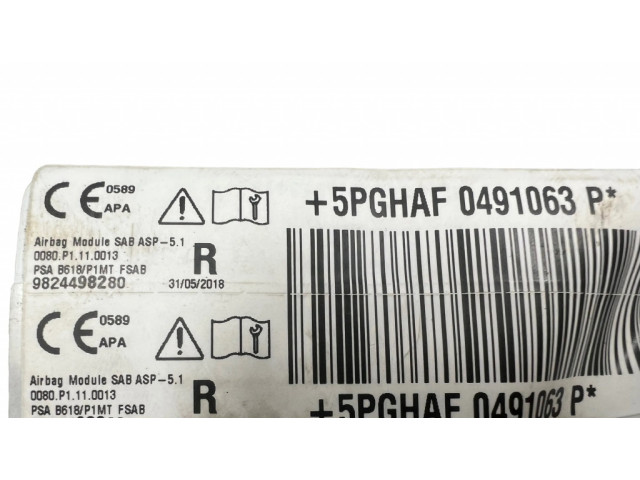 CE 0589
APA
+5PGHAF 0491063 P*
Airbag Module SAB ASP-5.1
0080.P1.11.0013
PSA B618/P1MT FSAB
9824498280
R
31/05/2018
CE 0589
APA
Airbag Module SAB ASP-5.1
0080.P1.11.0013
PSA B618/P1MT FSAB
R
+5PGHAF 0491063 P*